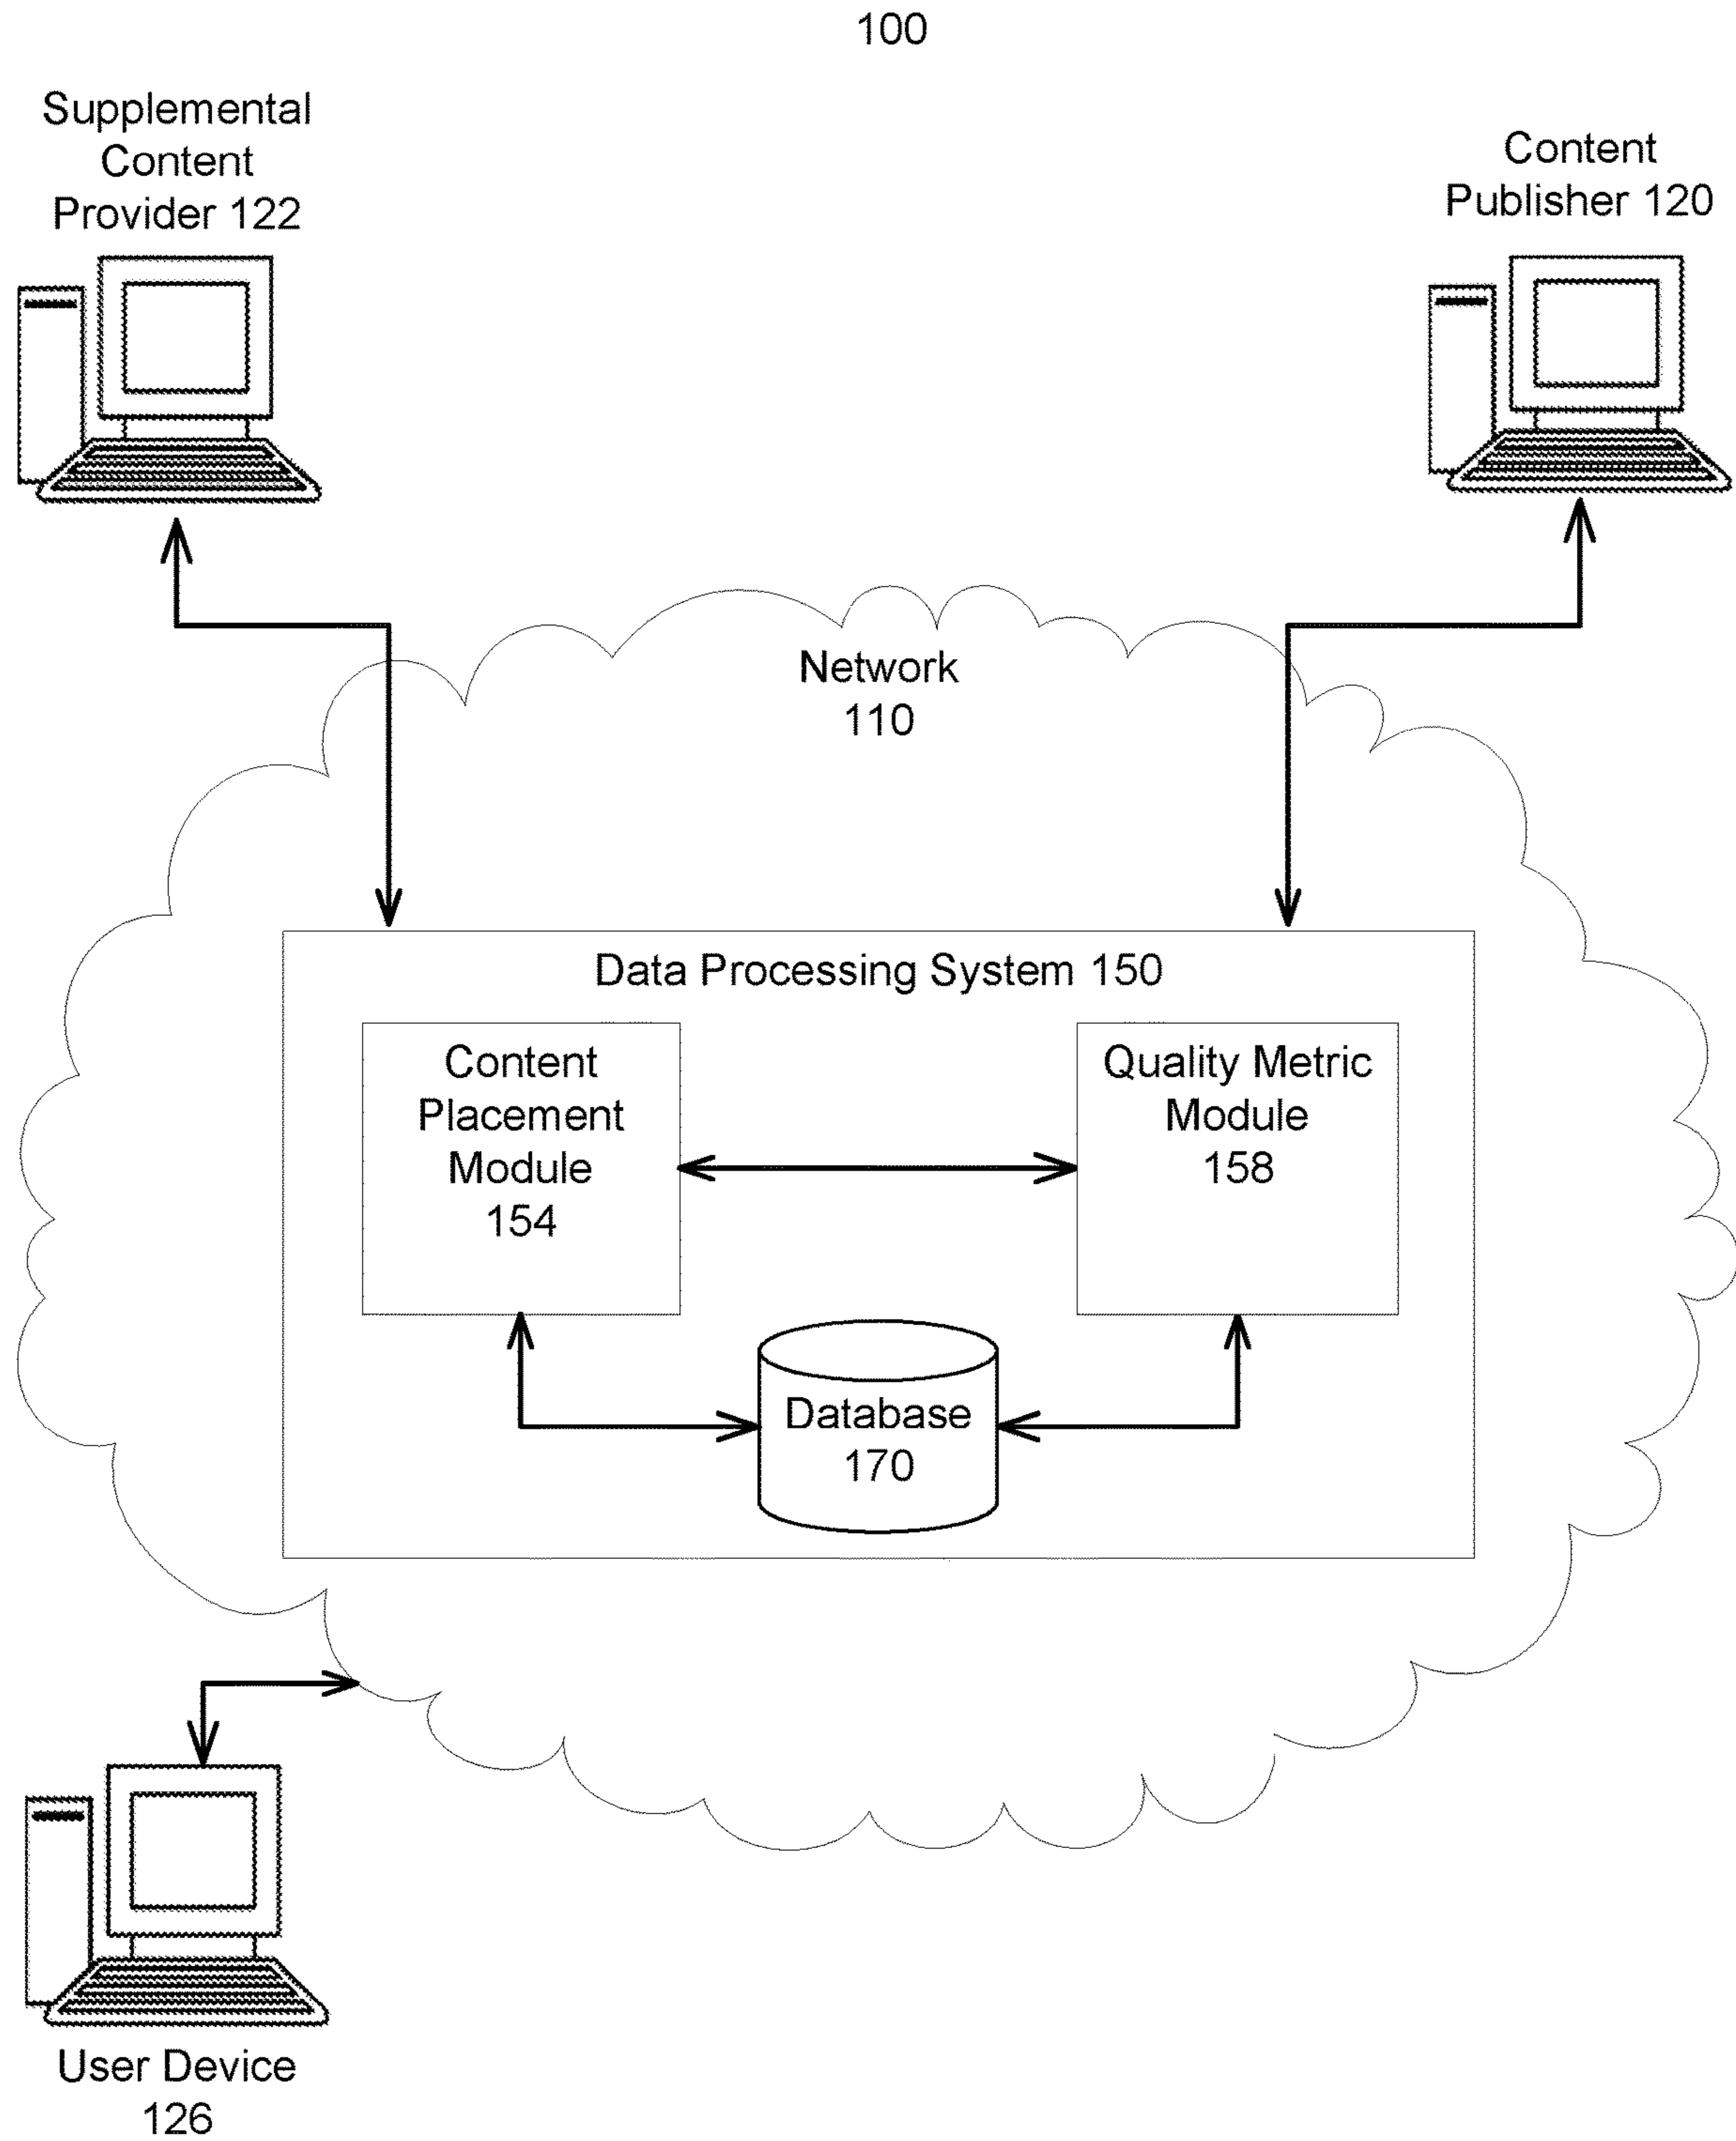 100
Supplemental
Content
Provider 122
Content
Publisher 120
Network
110
Data Processing System 150
Content
Placement
Module
154
Quality Metric
Module
158
Database
170
User Device
126